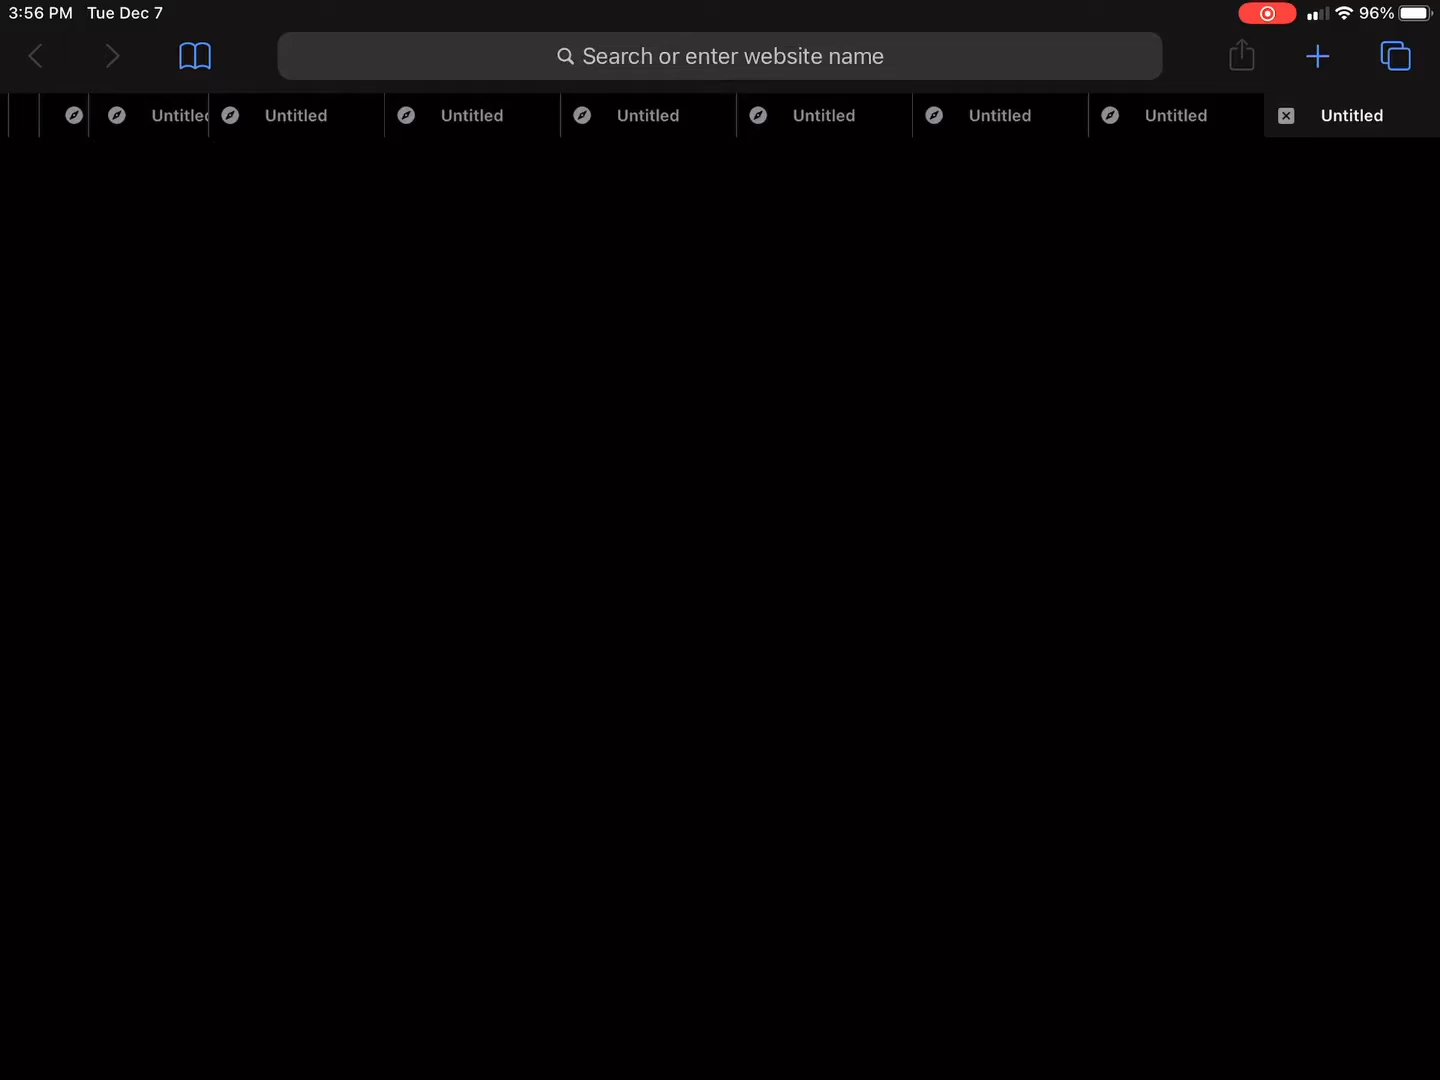 3:56 PM Tue Dec 7 96%
Search or enter website name
Untitled Untitled Untitled Untitled Untitled Untitled Untitled